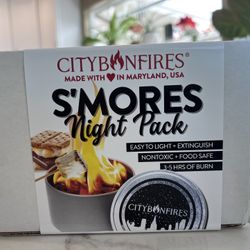 CITYBONFIRES®
MADE WITH ♥ IN MARYLAND, USA
S'MORES
Night Pack
EASY TO LIGHT + EXTINGUISH
NONTOXIC + FOOD SAFE
3-5 HRS OF BURN
CITYBONFIRES